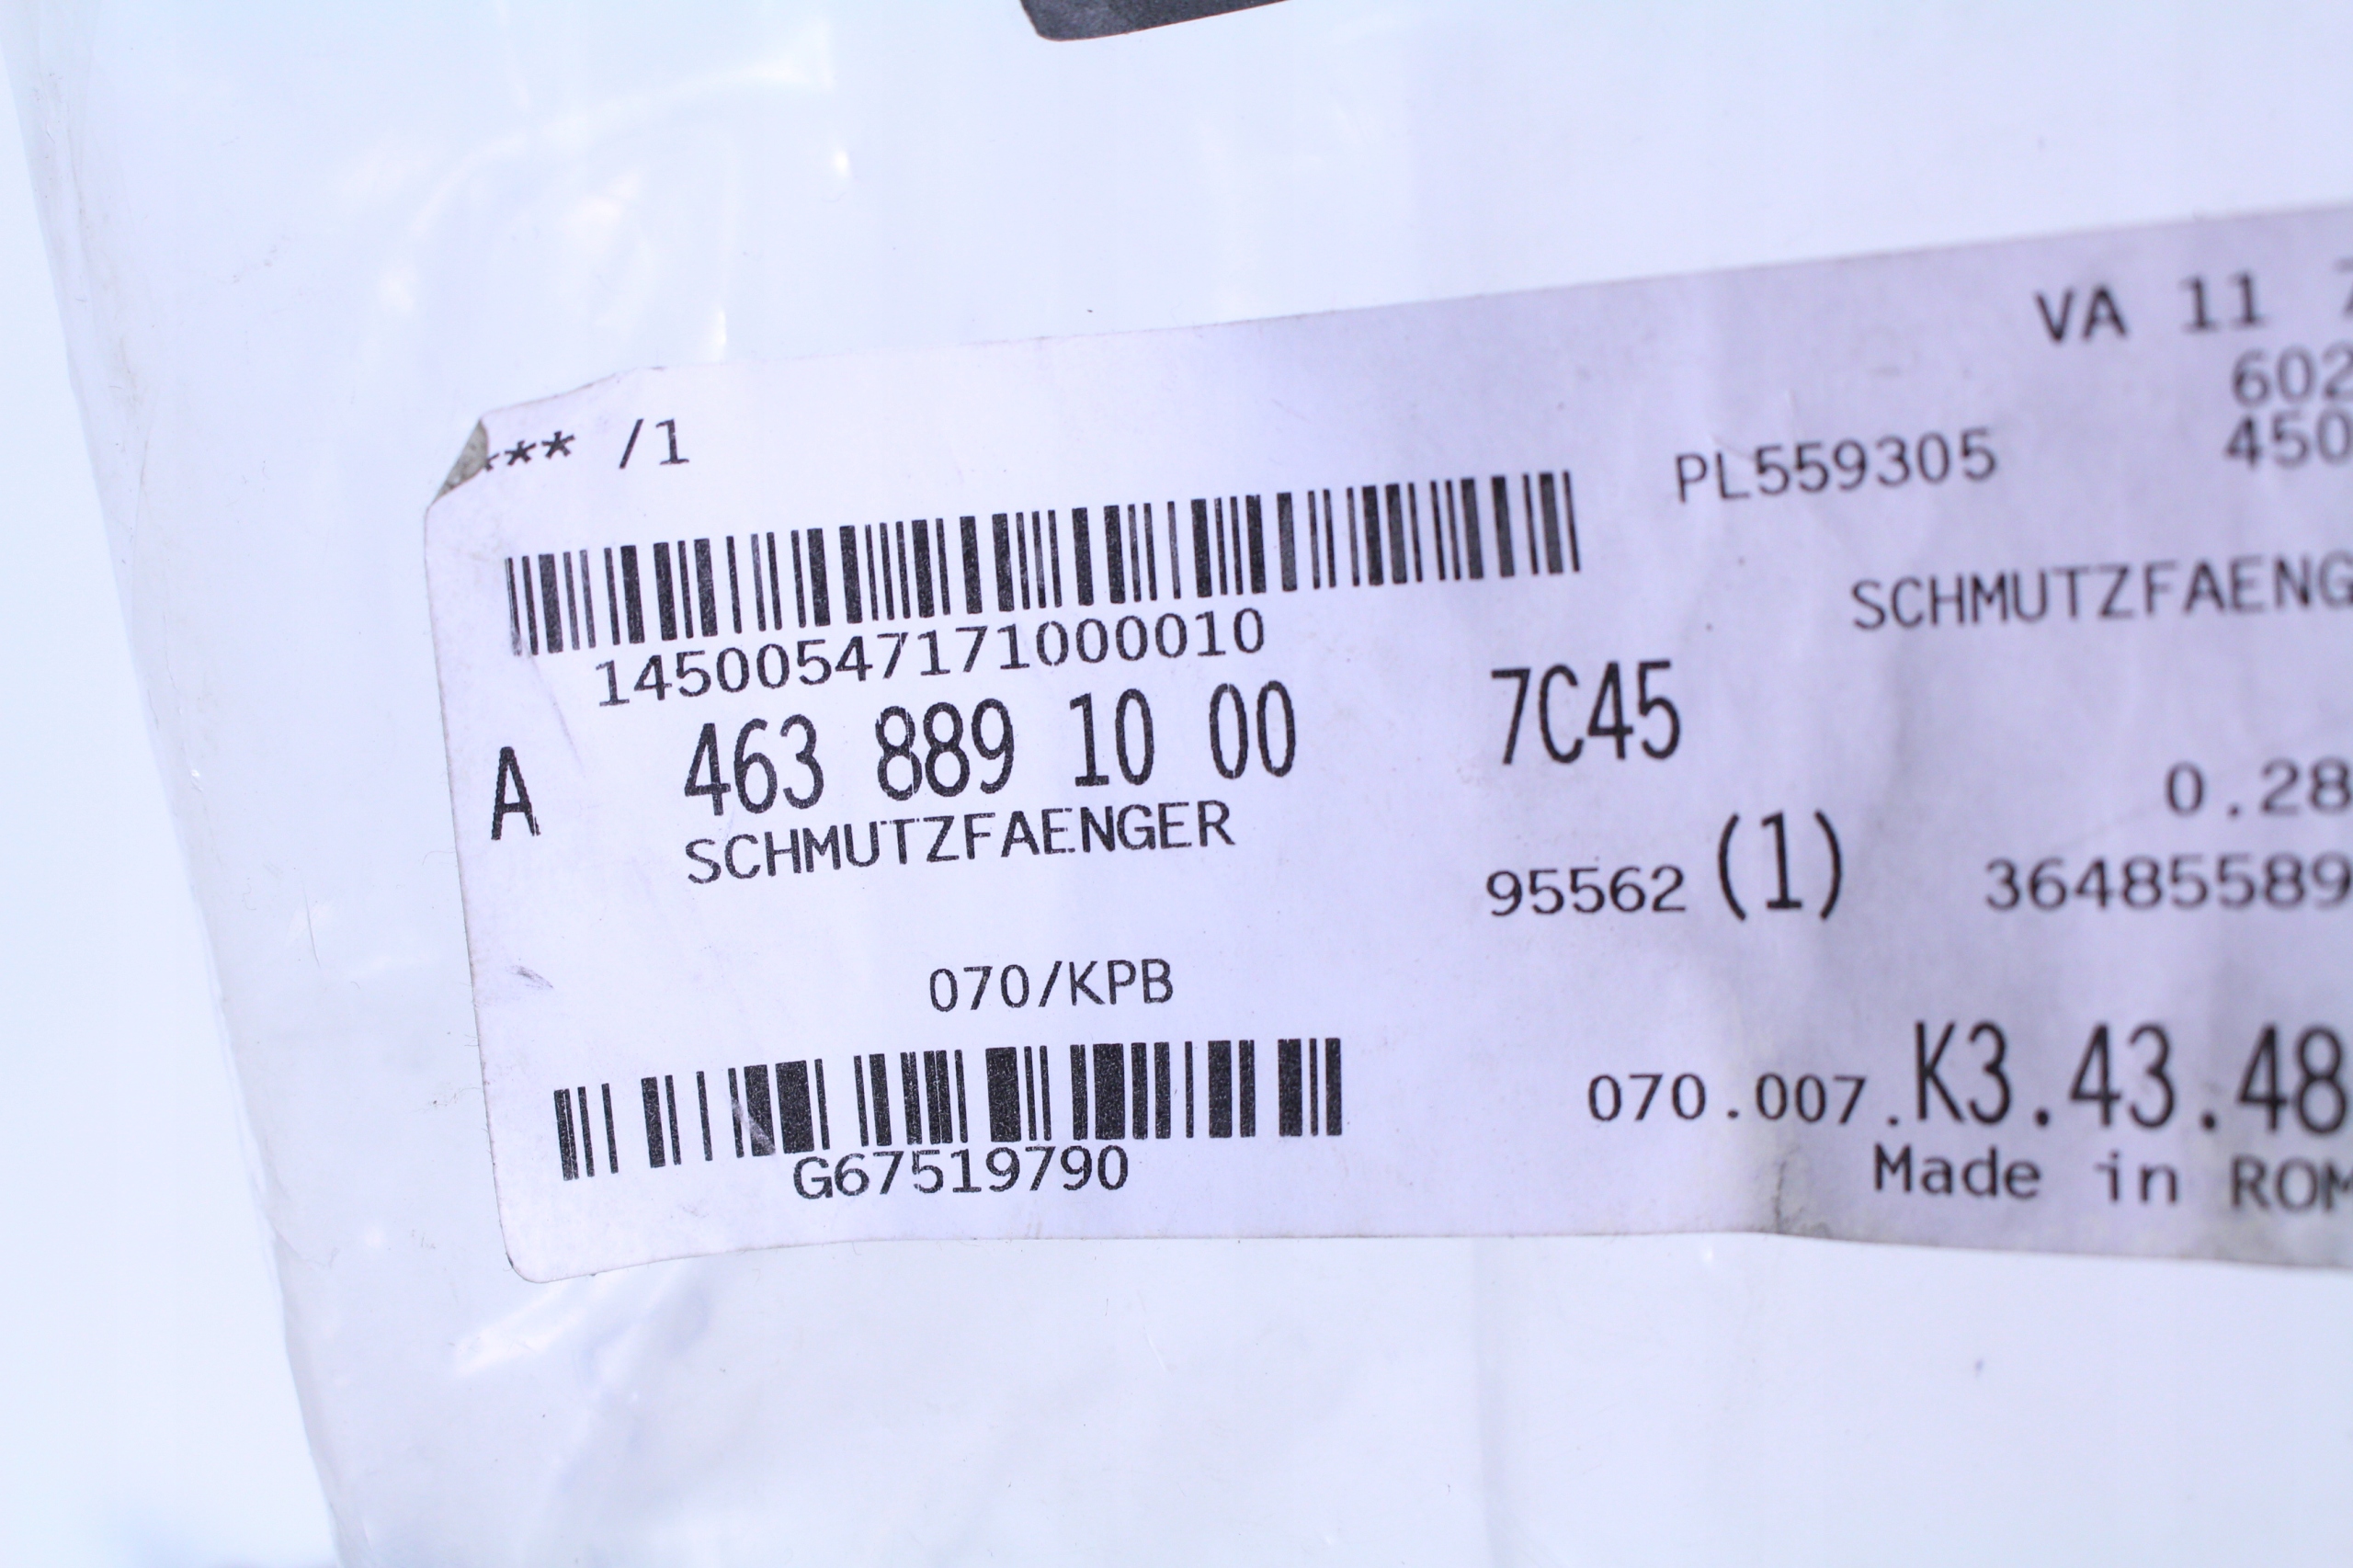 *** /1
VA 11
602
PL559305
450
14500547171000010
SCHMUTZFAENG
A 463 889 10 00 7C45
SCHMUTZFAENGER
0.28
95562 (1) 36485589
070/KPB
070.007.K3.43.48
G67519790
Made in ROM